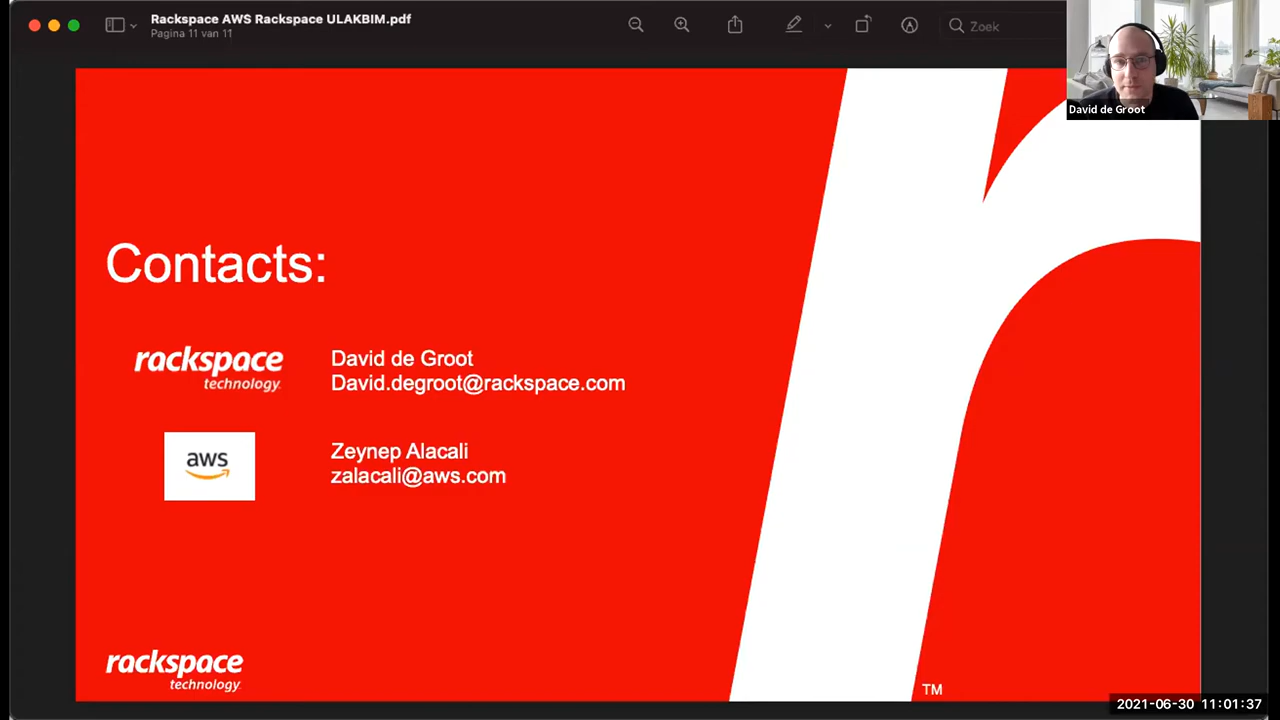 Rackspace AWS Rackspace ULAKBIM.pdf
Pagina 11 van 11
Zoek
David de Groot
Contacts:
rackspace
technology.
David de Groot
David.degroot@rackspace.com
aws
Zeynep Alacali
zalacali@aws.com
rackspace
technology.
TM
2021-06-30 11:01:37